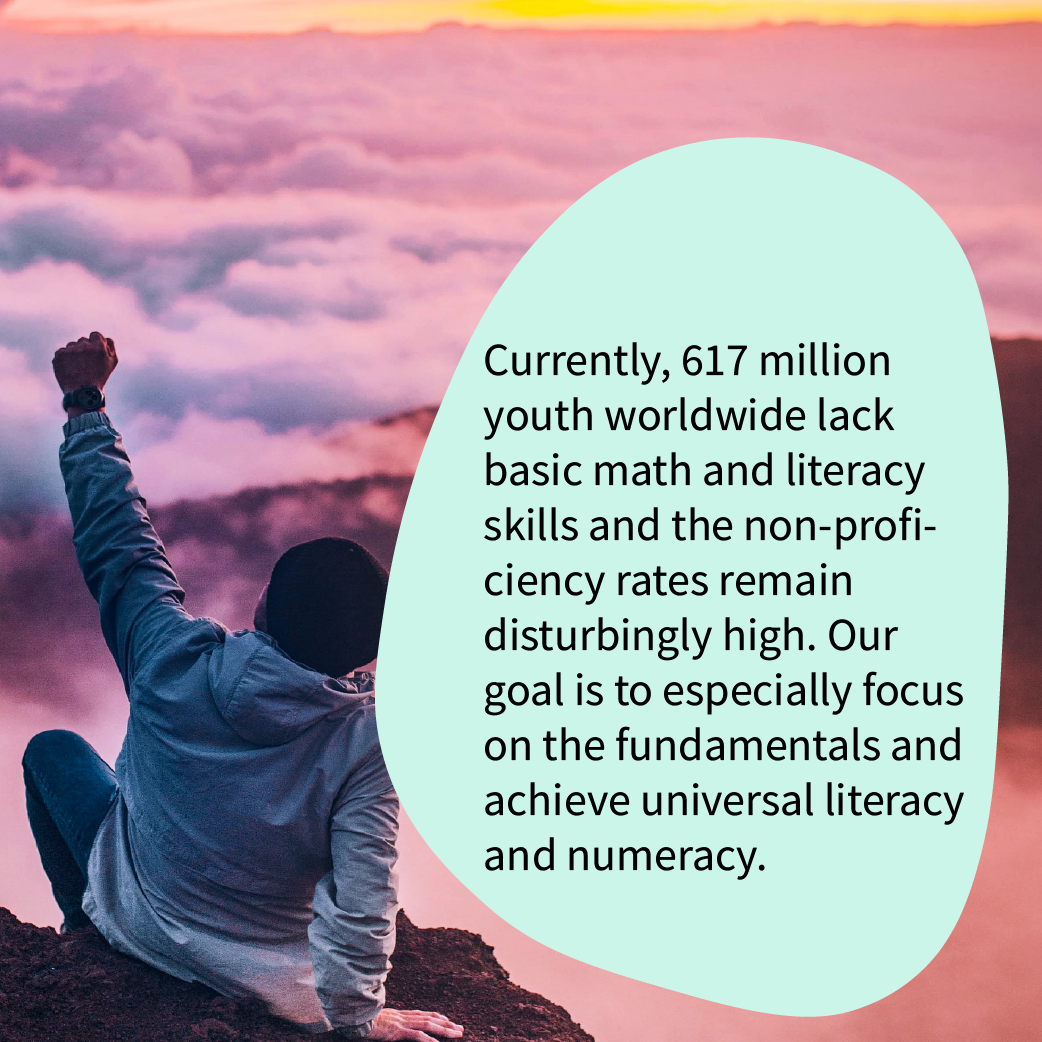 Currently, 617 million
youth worldwide lack
basic math and literacy
skills and the non-profi-
ciency rates remain
disturbingly high. Our
goal is to especially focus
on the fundamentals and
achieve universal literacy
and numeracy.